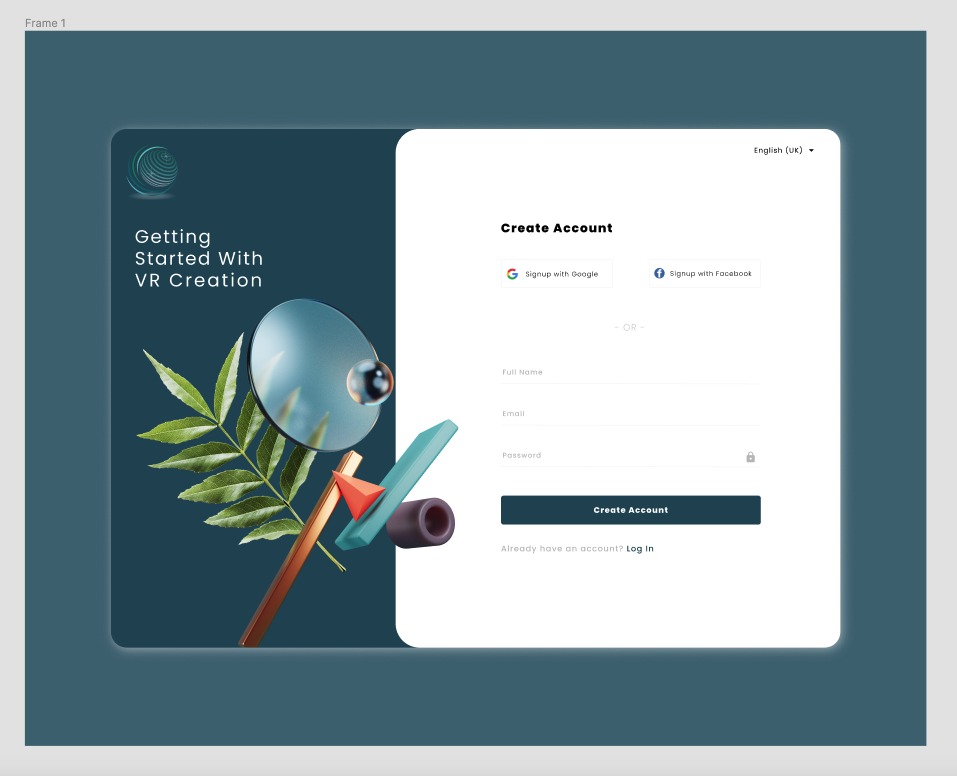 Frame 1
English (UK)
Getting
Started With
VR Creation
Create Account
Signup with Google
Signup with Facebook
- OR -
Full Name
Email
Password
Create Account
Already have an account? Log In